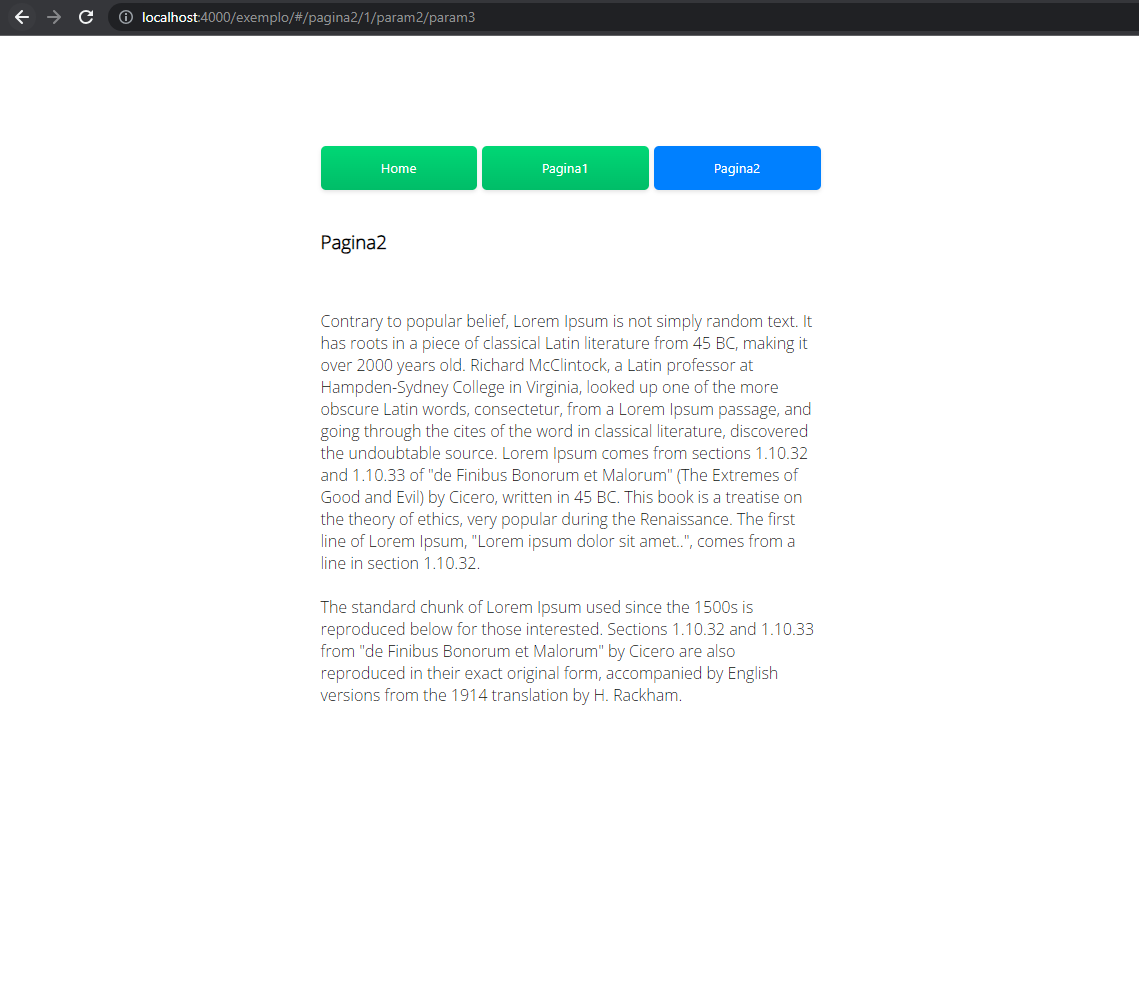 localhost:4000/exemplo/#/pagina2/1/param2/param3
Home Pagina1 Pagina2
Pagina2
Contrary to popular belief, Lorem Ipsum is not simply random text. It
has roots in a piece of classical Latin literature from 45 BC, making it
over 2000 years old. Richard McClintock, a Latin professor at
Hampden-Sydney College in Virginia, looked up one of the more
obscure Latin words, consectetur, from a Lorem Ipsum passage, and
going through the cites of the word in classical literature, discovered
the undoubtable source. Lorem Ipsum comes from sections 1.10.32
and 1.10.33 of "de Finibus Bonorum et Malorum" (The Extremes of
Good and Evil) by Cicero, written in 45 BC. This book is a treatise on
the theory of ethics, very popular during the Renaissance. The first
line of Lorem Ipsum, "Lorem ipsum dolor sit amet..", comes from a
line in section 1.10.32.
The standard chunk of Lorem Ipsum used since the 1500s is
reproduced below for those interested. Sections 1.10.32 and 1.10.33
from "de Finibus Bonorum et Malorum" by Cicero are also
reproduced in their exact original form, accompanied by English
versions from the 1914 translation by H. Rackham.